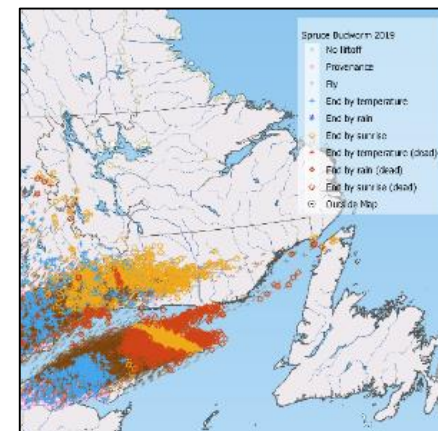 Spruce Budworm 2019
No liftoff
Provenance
Fly
End by temperature
End by rain
End by sunrise
End by temperature (dead)
End by rain (dead)
End by sunrise (dead)
Outside Map